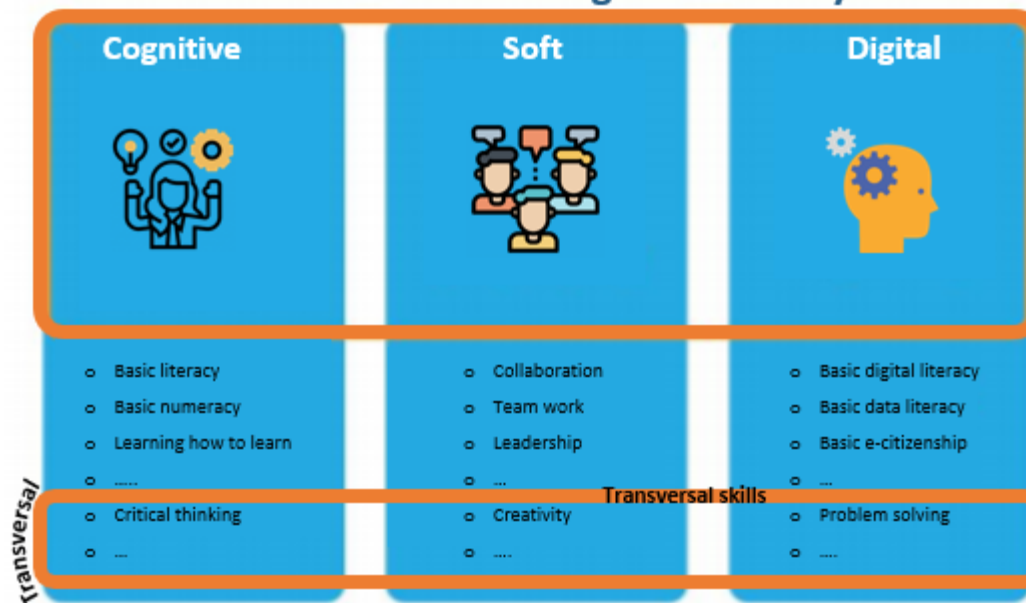 Cognitive
Soft
Digital
o Basic literacy
o Basic numeracy
o Learning how to learn
o .....
o Critical thinking
o ...
o Collaboration
o Team work
o Leadership
o ...
Transversal skills
o Creativity
o ....
o Basic digital literacy
o Basic data literacy
o Basic e-citizenship
o ...
o Problem solving
o ....
Transversal